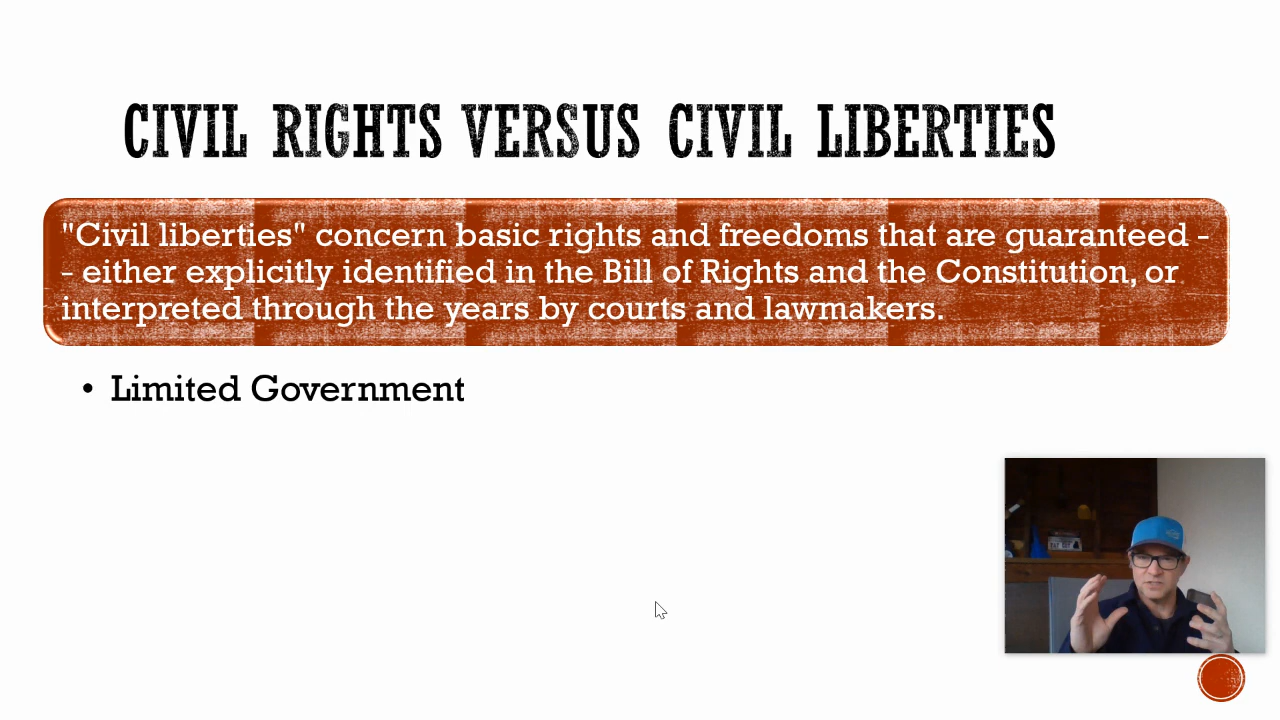 CIVIL RIGHTS VERSUS CIVIL LIBERTIES
"Civil liberties" concern basic rights and freedoms that are guaranteed -
- either explicitly identified in the Bill of Rights and the Constitution, or
interpreted through the years by courts and lawmakers.
• Limited Government